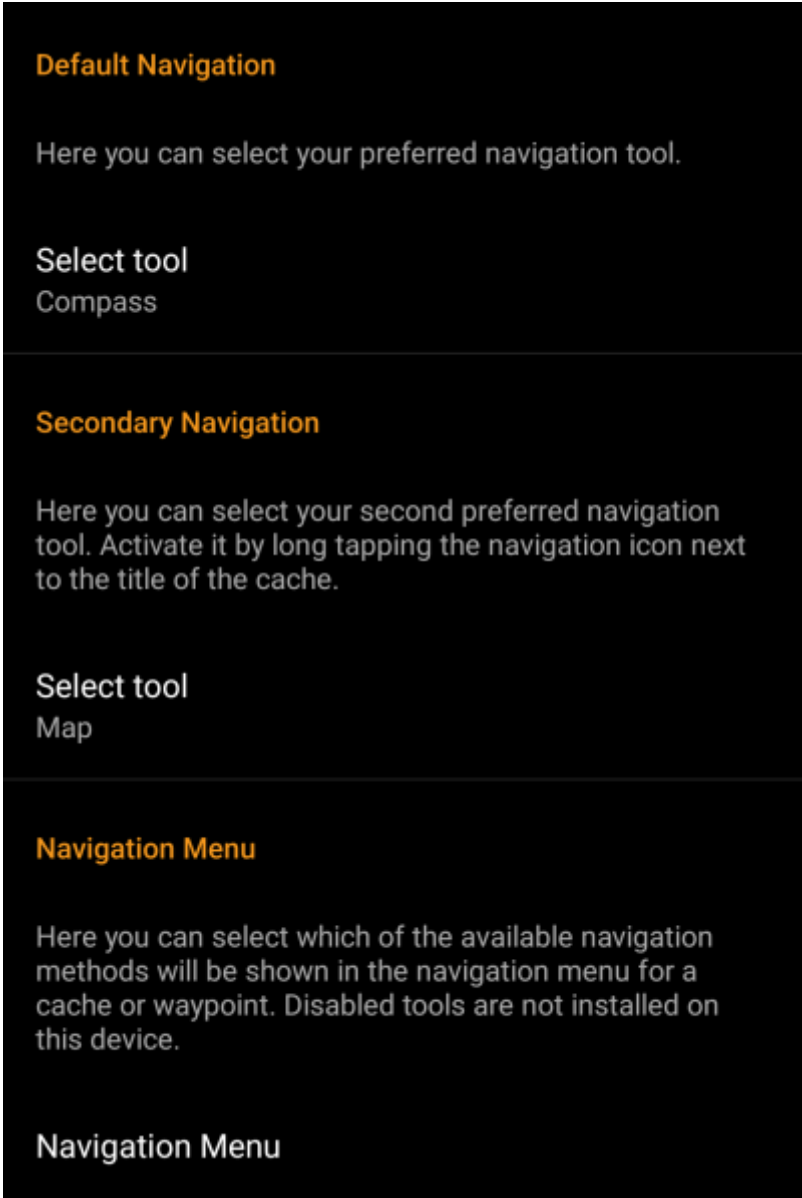 Default Navigation
Here you can select your preferred navigation tool.
Select tool
Compass
Secondary Navigation
Here you can select your second preferred navigation
tool. Activate it by long tapping the navigation icon next
to the title of the cache.
Select tool
Map
Navigation Menu
Here you can select which of the available navigation
methods will be shown in the navigation menu for a
cache or waypoint. Disabled tools are not installed on
this device.
Navigation Menu